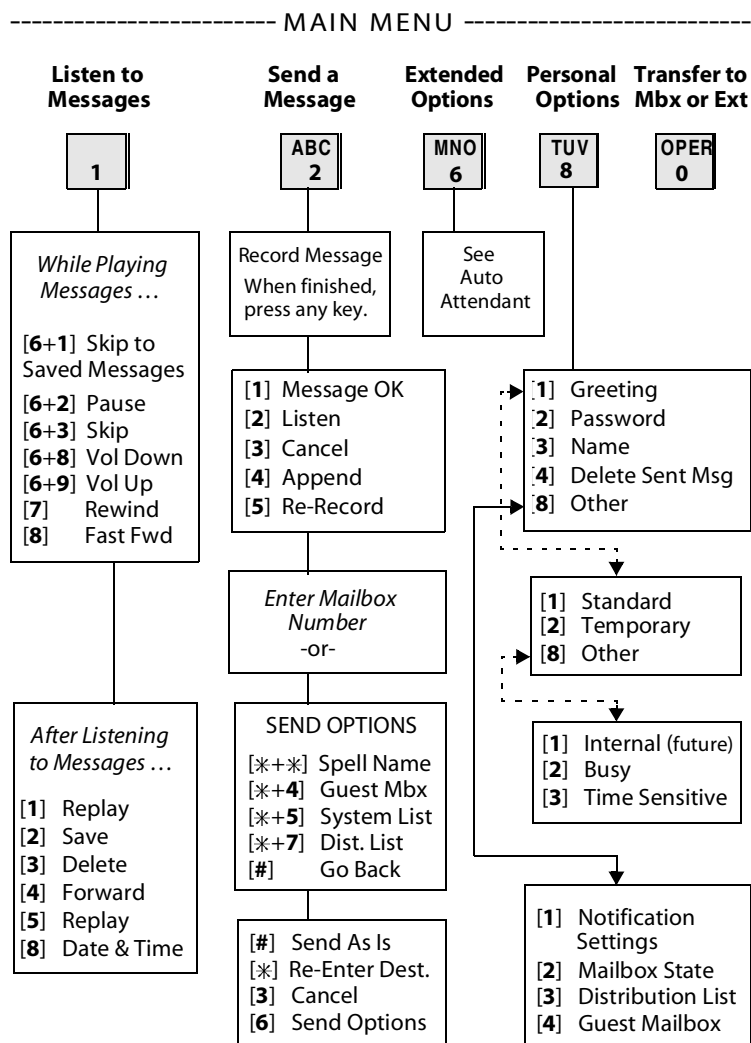 MAIN MENU
Listen to
Messages
1
While Playing
Messages …
[6+1] Skip to
Saved Messages
[6+2] Pause
[6+3] Skip
[6+8] Vol Down
[6+9] Vol Up
[7] Rewind
[8] Fast Fwd
After Listening
to Messages …
[1] Replay
[2] Save
[3] Delete
[4] Forward
[5] Replay
[8] Date & Time
Send a
Message
ABC
2
Record Message
When finished,
press any key.
[1] Message OK
[2] Listen
[3] Cancel
[4] Append
[5] Re-Record
Enter Mailbox
Number
-or-
SEND OPTIONS
[✳+✳] Spell Name
[✳+4] Guest Mbx
[✳+5] System List
[✳+7] Dist. List
[#] Go Back
[#] Send As Is
[✳] Re-Enter Dest.
[3] Cancel
[6] Send Options
Extended
Options
MNO
6
See
Auto
Attendant
Personal
Options
TUV
8
[1] Greeting
[2] Password
[3] Name
[4] Delete Sent Msg
[8] Other
[1] Standard
[2] Temporary
[8] Other
[1] Internal (future)
[2] Busy
[3] Time Sensitive
[1] Notification
Settings
[2] Mailbox State
[3] Distribution List
[4] Guest Mailbox
Transfer to
Mbx or Ext
OPER
0